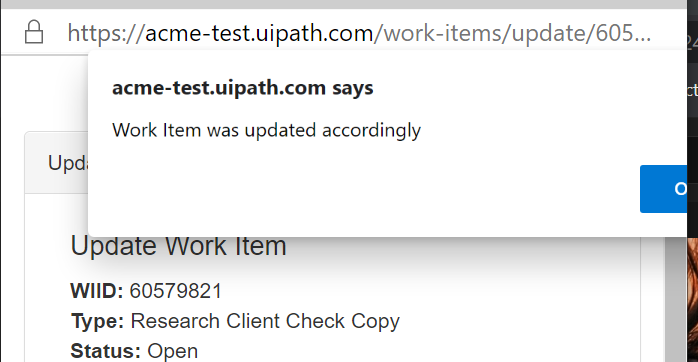 https://acme-test.uipath.com/work-items/update/605...
acme-test.uipath.com says
Work Item was updated accordingly
Update Work Item
WIID: 60579821
Type: Research Client Check Copy
Status: Open